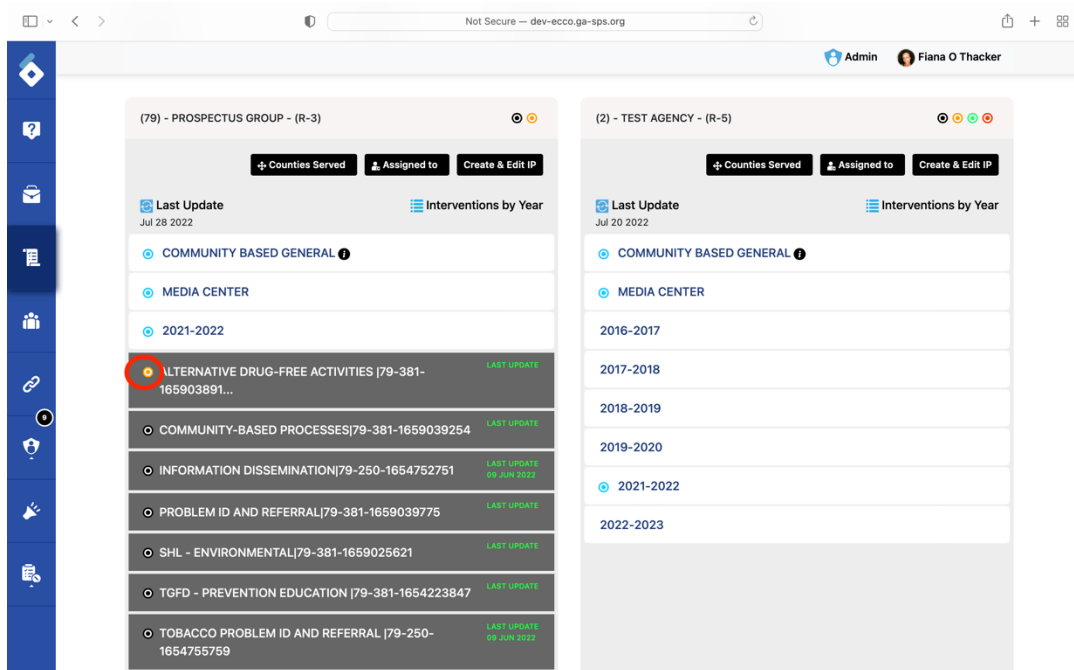 Not Secure — dev-ecco.ga-sps.org
Admin
Fiana O Thacker
(79) - PROSPECTUS GROUP - (R-3)
Counties Served
Assigned to
Create & Edit IP
Last Update
Interventions by Year
Jul 28 2022
COMMUNITY BASED GENERAL
MEDIA CENTER
2021-2022
ALTERNATIVE DRUG-FREE ACTIVITIES |79-381-
165903891...
LAST UPDATE
COMMUNITY-BASED PROCESSES|79-381-1659039254
LAST UPDATE
INFORMATION DISSEMINATION|79-250-1654752751
LAST UPDATE
09 JUN 2022
PROBLEM ID AND REFERRAL|79-381-1659039775
LAST UPDATE
SHL - ENVIRONMENTAL|79-381-1659025621
LAST UPDATE
TGFD - PREVENTION EDUCATION |79-381-1654223847
LAST UPDATE
TOBACCO PROBLEM ID AND REFERRAL |79-250-
1654755759
LAST UPDATE
09 JUN 2022
(2) - TEST AGENCY - (R-5)
Counties Served
Assigned to
Create & Edit IP
Last Update
Interventions by Year
Jul 20 2022
COMMUNITY BASED GENERAL
MEDIA CENTER
2016-2017
2017-2018
2018-2019
2019-2020
2021-2022
2022-2023
9